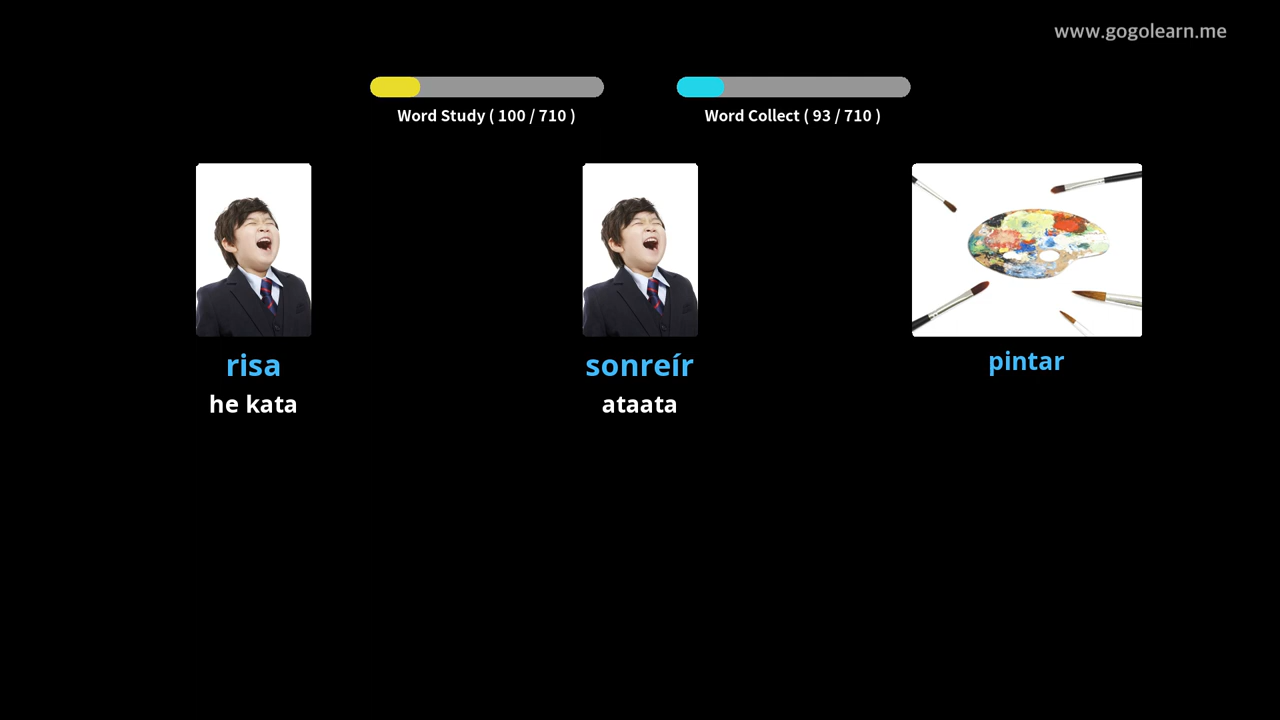 www.gogolearn.me
Word Study ( 100 / 710 )
Word Collect ( 93 / 710 )
risa
he kata
sonreír
ataata
pintar